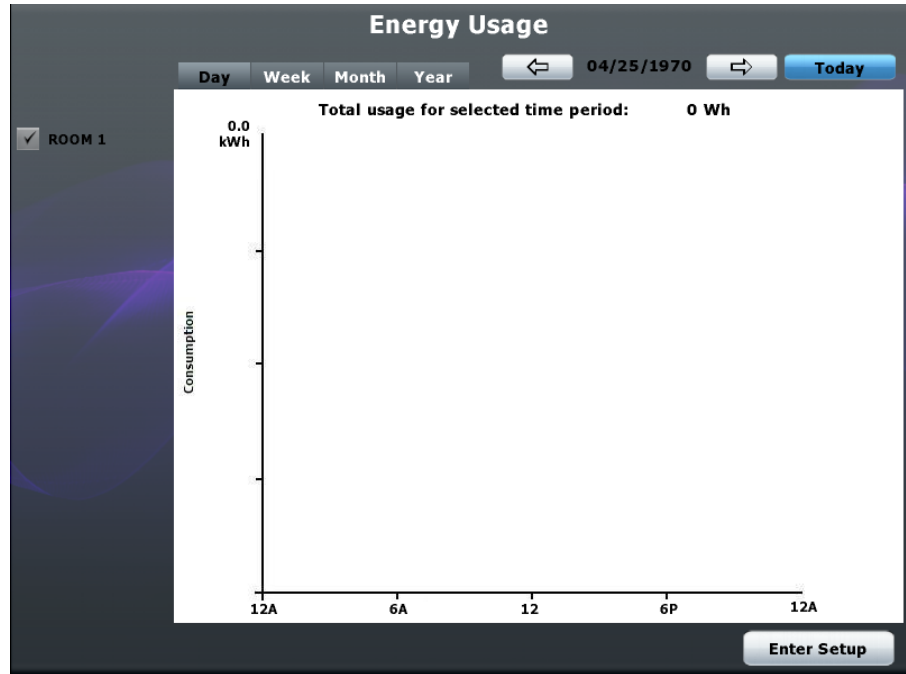 Energy Usage
Day Week Month Year 04/25/1970 Today
Total usage for selected time period: 0 Wh
ROOM 1
0.0
kWh
Consumption
12A 6A 12 6P 12A
Enter Setup